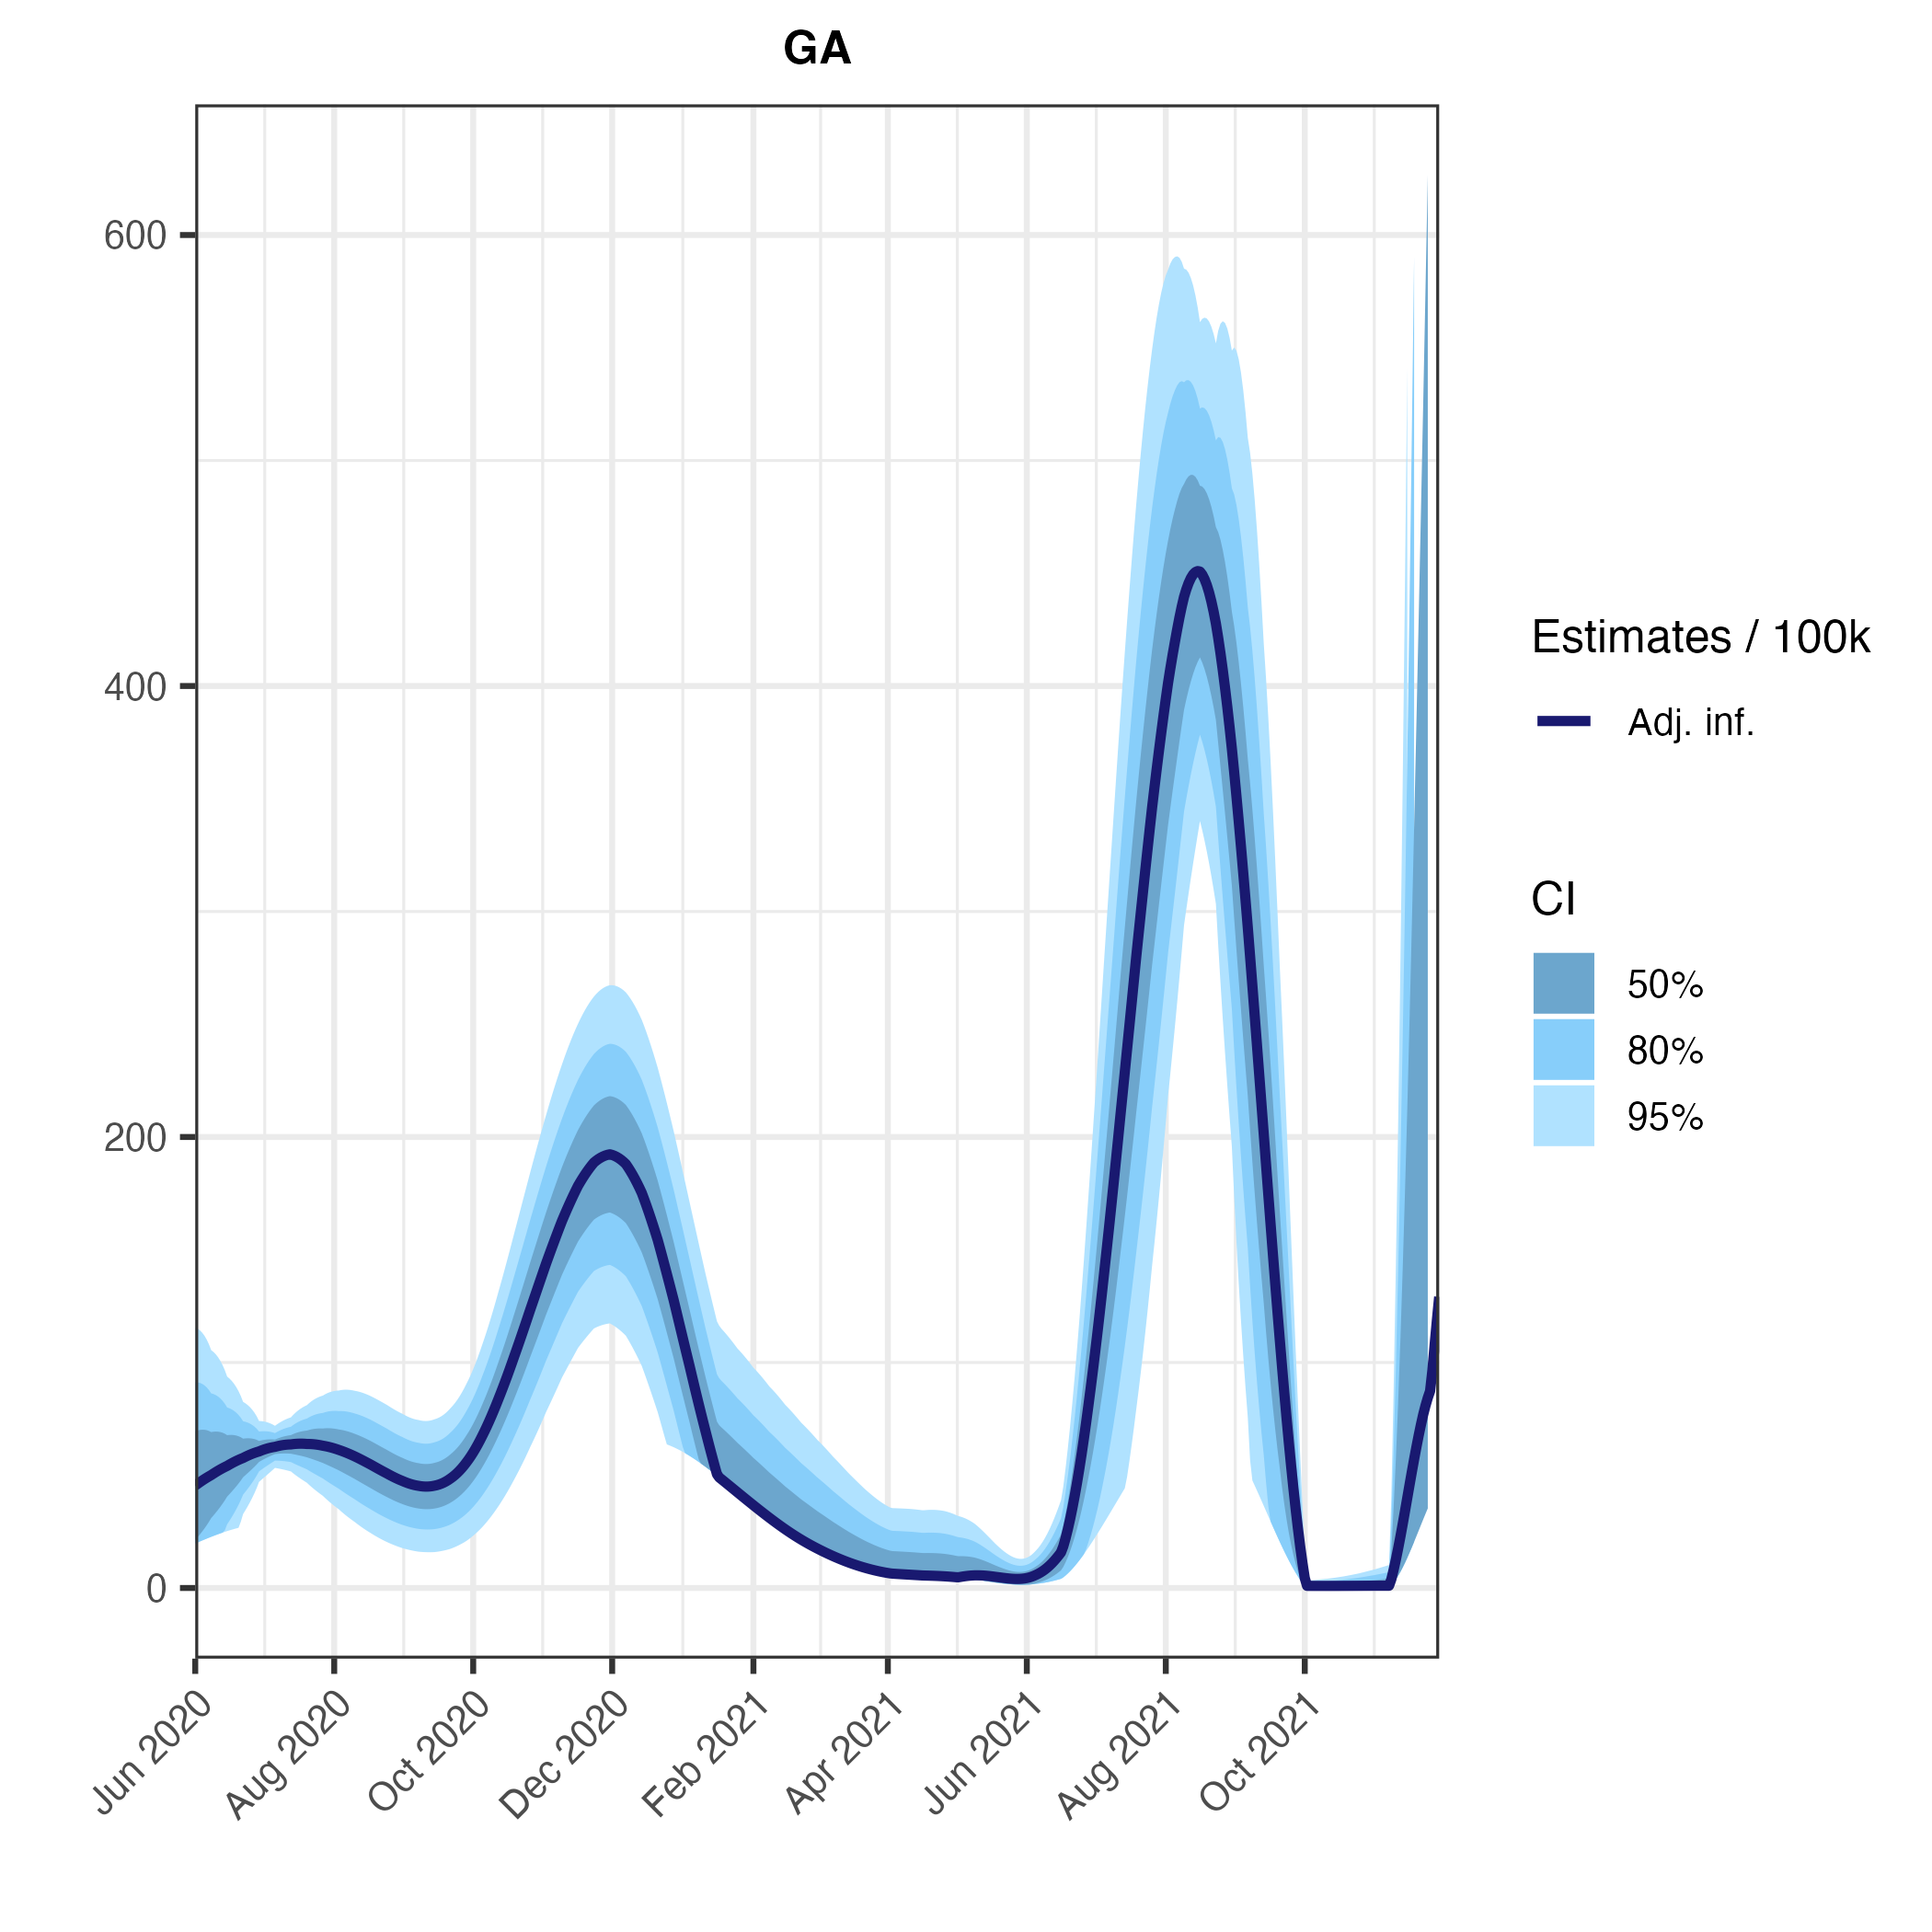 GA
600
400
200
0
Jun 2020
Aug 2020
Oct 2020
Dec 2020
Feb 2021
Apr 2021
Jun 2021
Aug 2021
Oct 2021
Estimates / 100k
Adj. inf.
CI
50%
80%
95%